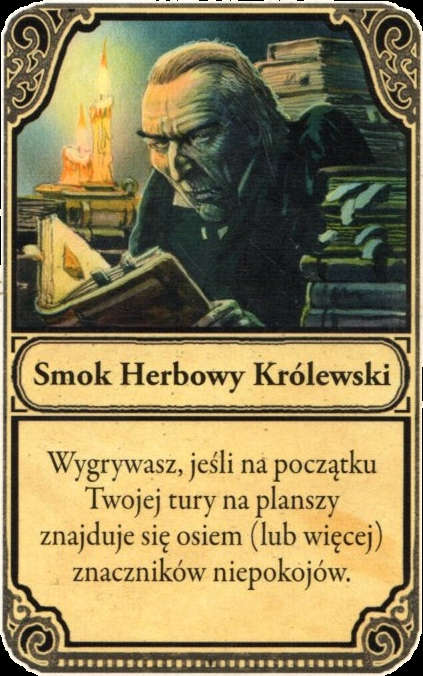 Smok Herbowy Królewski
Wygrywasz, jeśli na początku
Twojej tury na planszy
znajduje się osiem (lub więcej)
znaczników niepokojów.